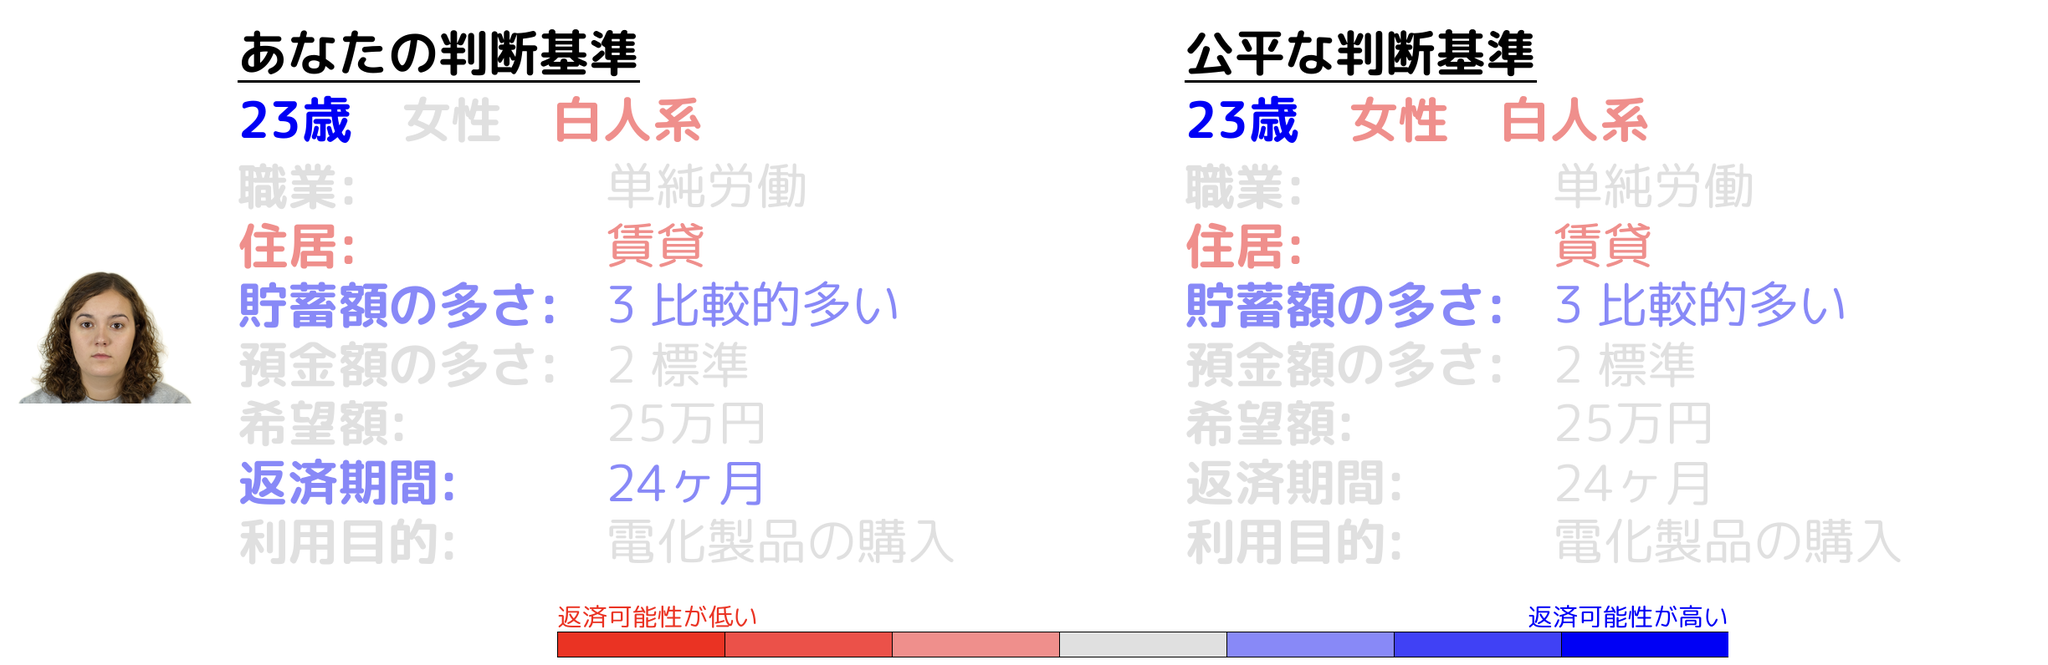 あなたの判断基準
23歳 女性 白人系
職業: 単純労働
住居: 賃貸
貯蓄額の多さ: 3 比較的多い
預金額の多さ: 2 標準
希望額: 25万円
返済期間: 24ヶ月
利用目的: 電化製品の購入
公平な判断基準
23歳 女性 白人系
職業: 単純労働
住居: 賃貸
貯蓄額の多さ: 3 比較的多い
預金額の多さ: 2 標準
希望額: 25万円
返済期間: 24ヶ月
利用目的: 電化製品の購入
返済可能性が低い
返済可能性が高い